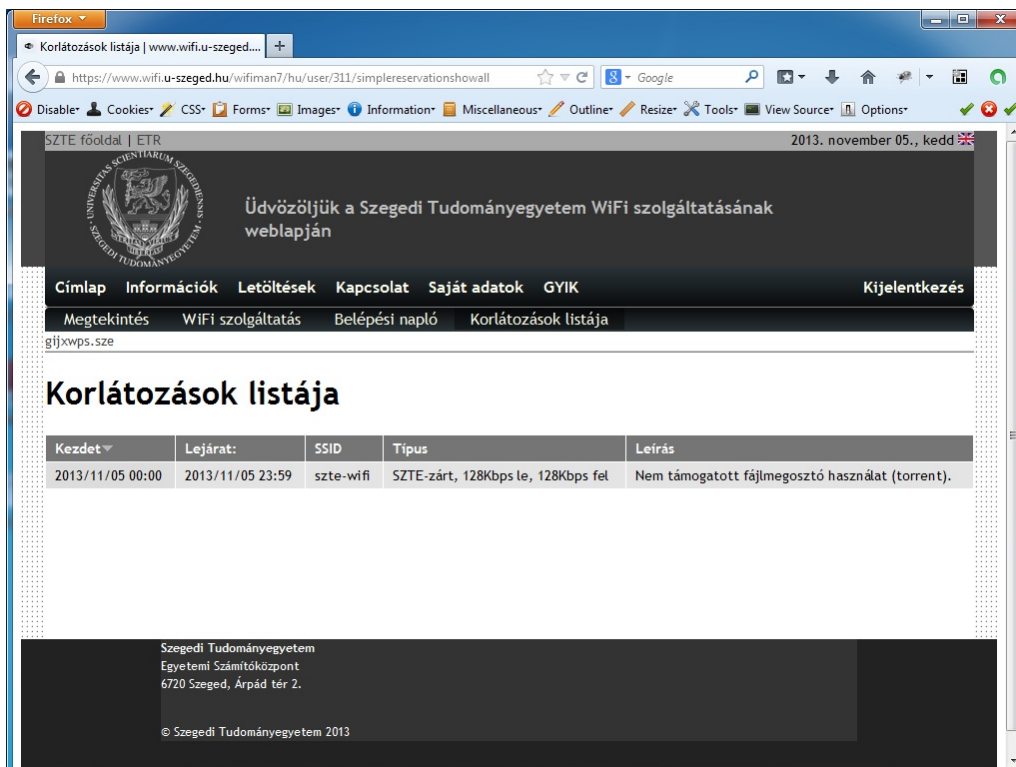 Firefox
Korlátozások listája | www.wifi.u-szeged....
https://www.wifi.u-szeged.hu/wifiman7/hu/user/311/simplereservationshowall
Google
Disable Cookies CSS Forms Images Information Miscellaneous Outline Resize Tools View Source Options
SZTE főoldal | ETR
2013. november 05., kedd
UNIVERSITAS SCIENTIARUM SZEGEDIENSIS
SZEGEDI TUDOMÁNYEGYETEM
Üdvözöljük a Szegedi Tudományegyetem WiFi szolgáltatásának
weblapján
Címlap Információk Letöltések Kapcsolat Saját adatok GYIK Kijelentkezés
Megtekintés WiFi szolgáltatás Belépési napló Korlátozások listája
gijxwps.sze
Korlátozások listája
Kezdet Lejárat: SSID Típus Leírás
2013/11/05 00:00 2013/11/05 23:59 szte-wifi SZTE-zárt, 128Kbps le, 128Kbps fel Nem támogatott fájlmegosztó használat (torrent).
Szegedi Tudományegyetem
Egyetemi Számítóközpont
6720 Szeged, Árpád tér 2.
© Szegedi Tudományegyetem 2013